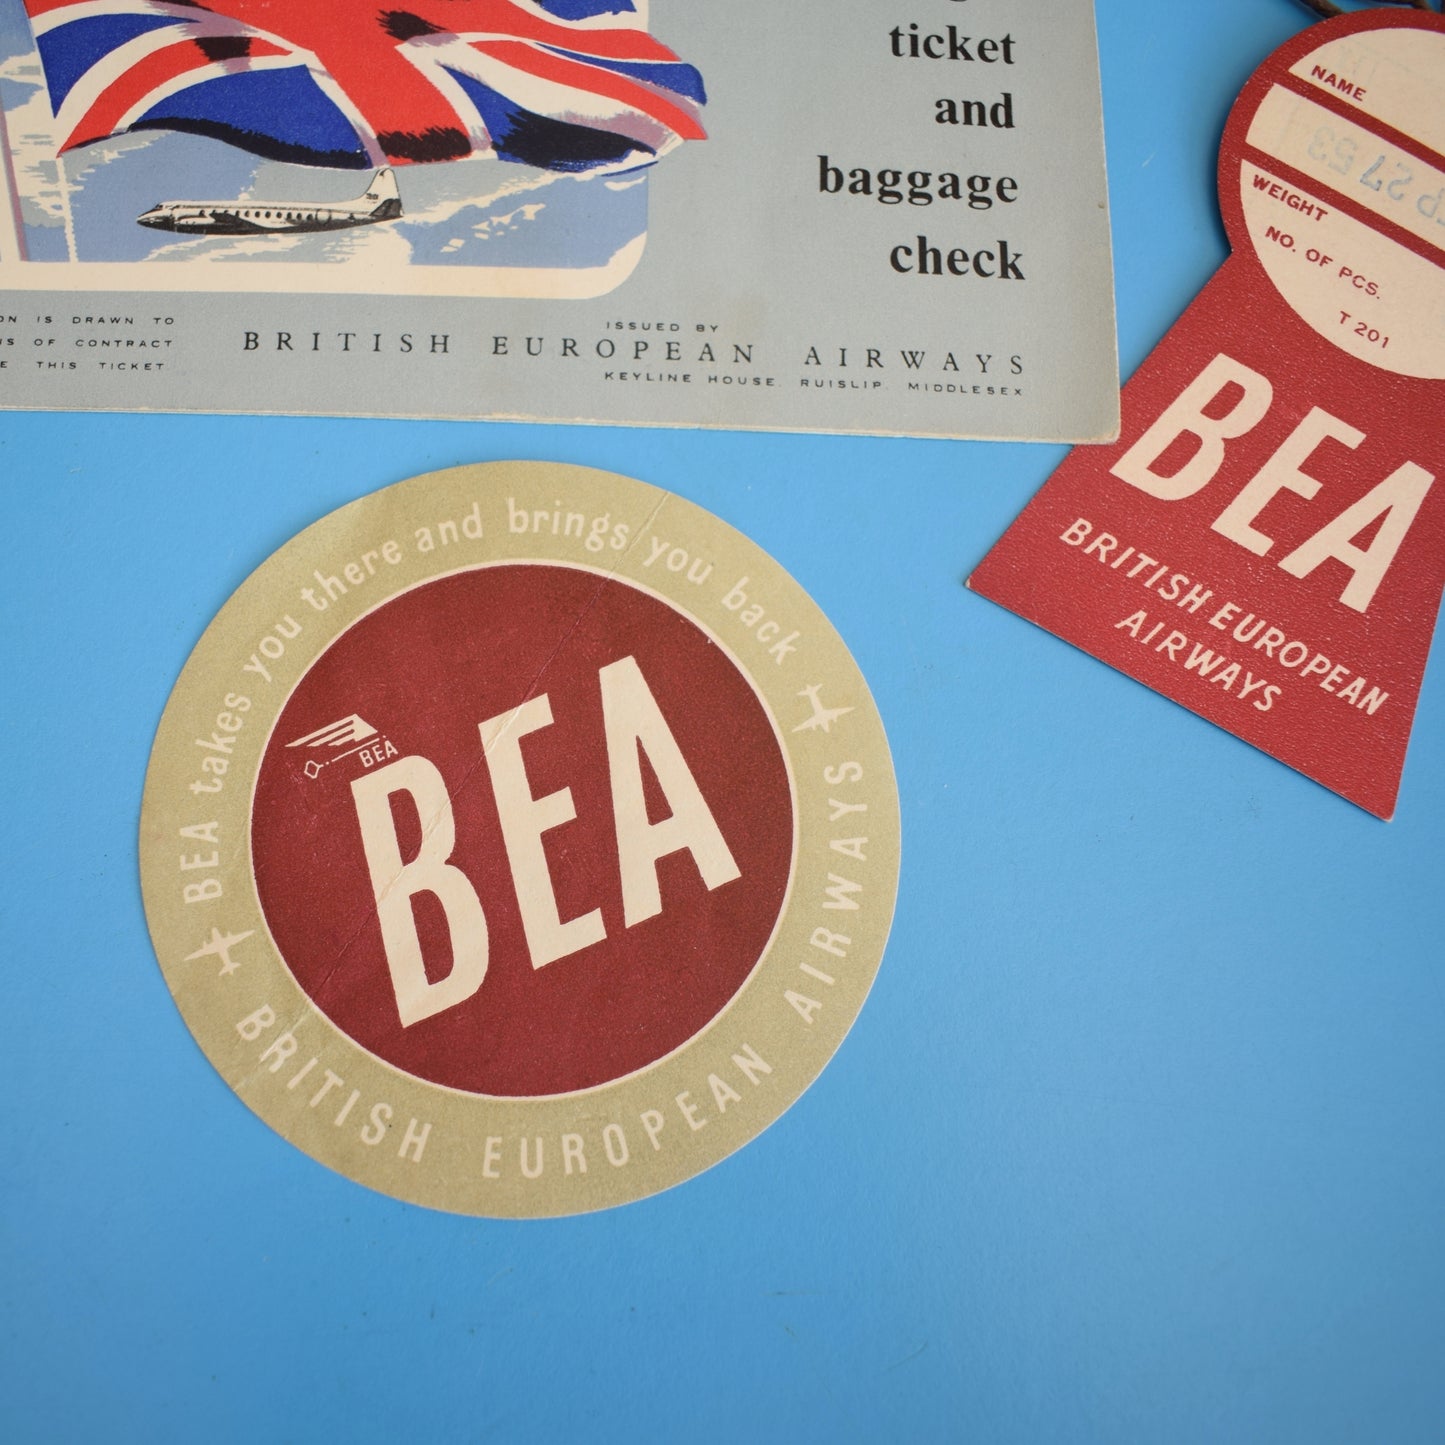 ticket
and
baggage
check
ON IS DRAWN TO
S OF CONTRACT
E THIS TICKET
ISSUED BY
BRITISH EUROPEAN AIRWAYS
KEYLINE HOUSE, RUISLIP, MIDDLESEX
NAME
WEIGHT
NO. OF PCS.
T 201
BEA
BRITISH EUROPEAN
AIRWAYS
BEA takes you there and brings you back
BEA
BEA
BRITISH EUROPEAN AIRWAYS